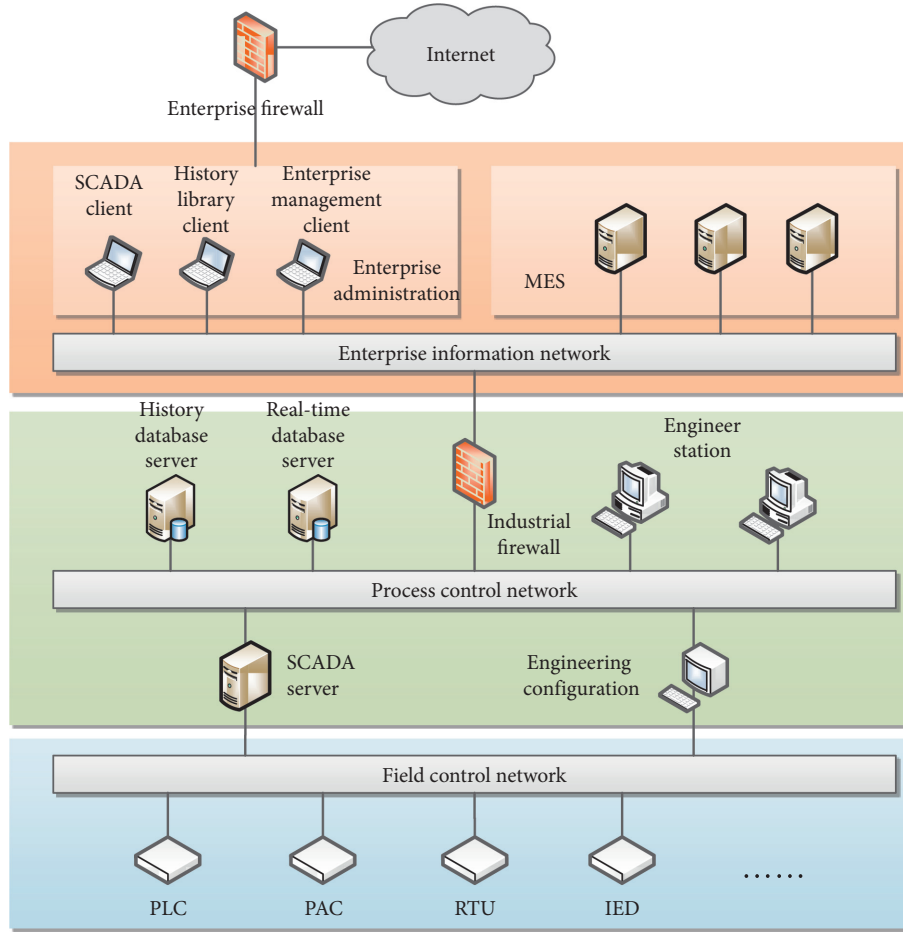 Internet
Enterprise firewall
SCADA
client
History
library
client
Enterprise
management
client
Enterprise
administration
MES
Enterprise information network
History
database
server
Real-time
database
server
Industrial
firewall
Engineer
station
Process control network
SCADA
server
Engineering
configuration
Field control network
PLC
PAC
RTU
IED
......